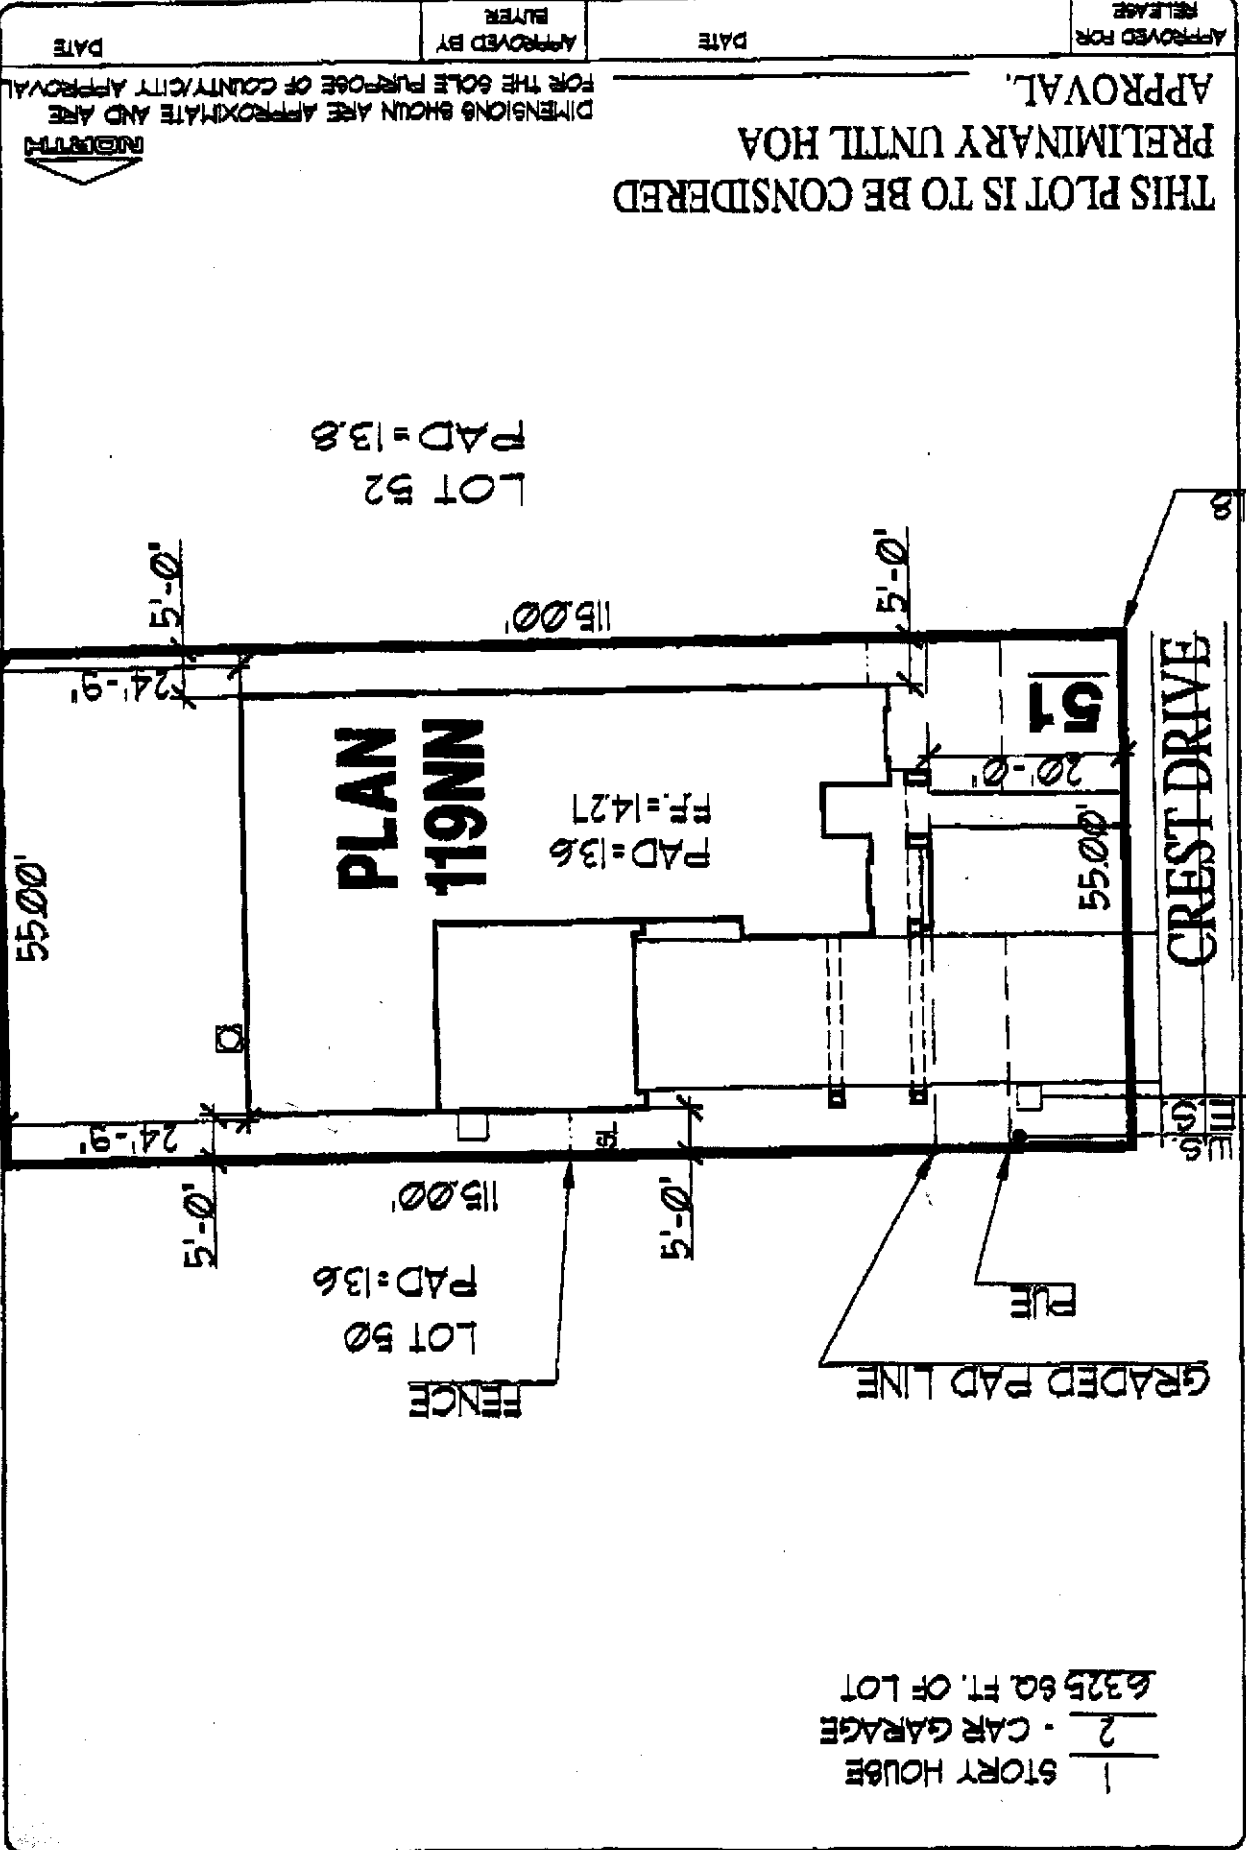 1 STORY HOUSE
2 - CAR GARAGE
6325 SQ. FT. OF LOT
GRADED PAD LINE
FENCE
PUE
LOT 50
PAD=13.6
5'-0"
115.00'
5'-0"
24'-9"
SL
S.
55.00'
CREST DRIVE
55.00'
PLAN
119NN
PAD=13.6
F.F.=14.27
20'-0"
51
24'-9"
5'-0"
115.00'
5'-0"
8
LOT 52
PAD=13.8
THIS PLOT IS TO BE CONSIDERED
PRELIMINARY UNTIL HOA
APPROVAL.
NORTH
DIMENSIONS SHOWN ARE APPROXIMATE AND ARE
FOR THE SOLE PURPOSE OF COUNTY/CITY APPROVAL
APPROVED FOR
RELEASE
DATE
APPROVED BY
BUYER
DATE